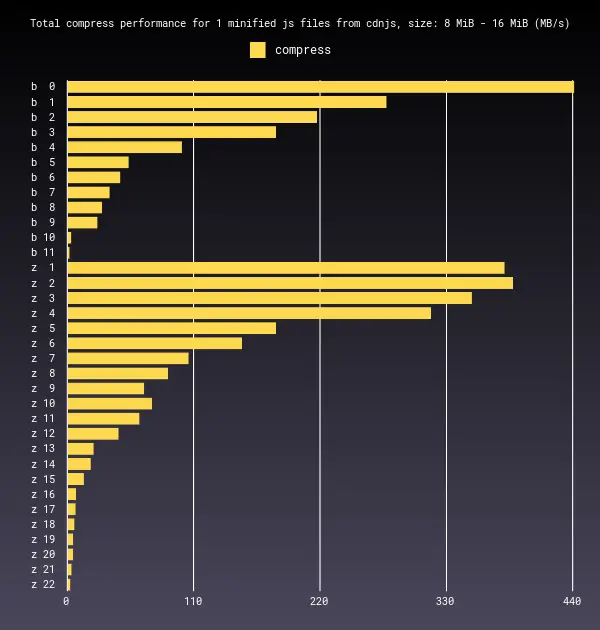 Total compress performance for 1 minified js files from cdnjs, size: 8 MiB - 16 MiB (MB/s)
compress
b 0
b 1
b 2
b 3
b 4
b 5
b 6
b 7
b 8
b 9
b 10
b 11
z 1
z 2
z 3
z 4
z 5
z 6
z 7
z 8
z 9
z 10
z 11
z 12
z 13
z 14
z 15
z 16
z 17
z 18
z 19
z 20
z 21
z 22
0 110 220 330 440